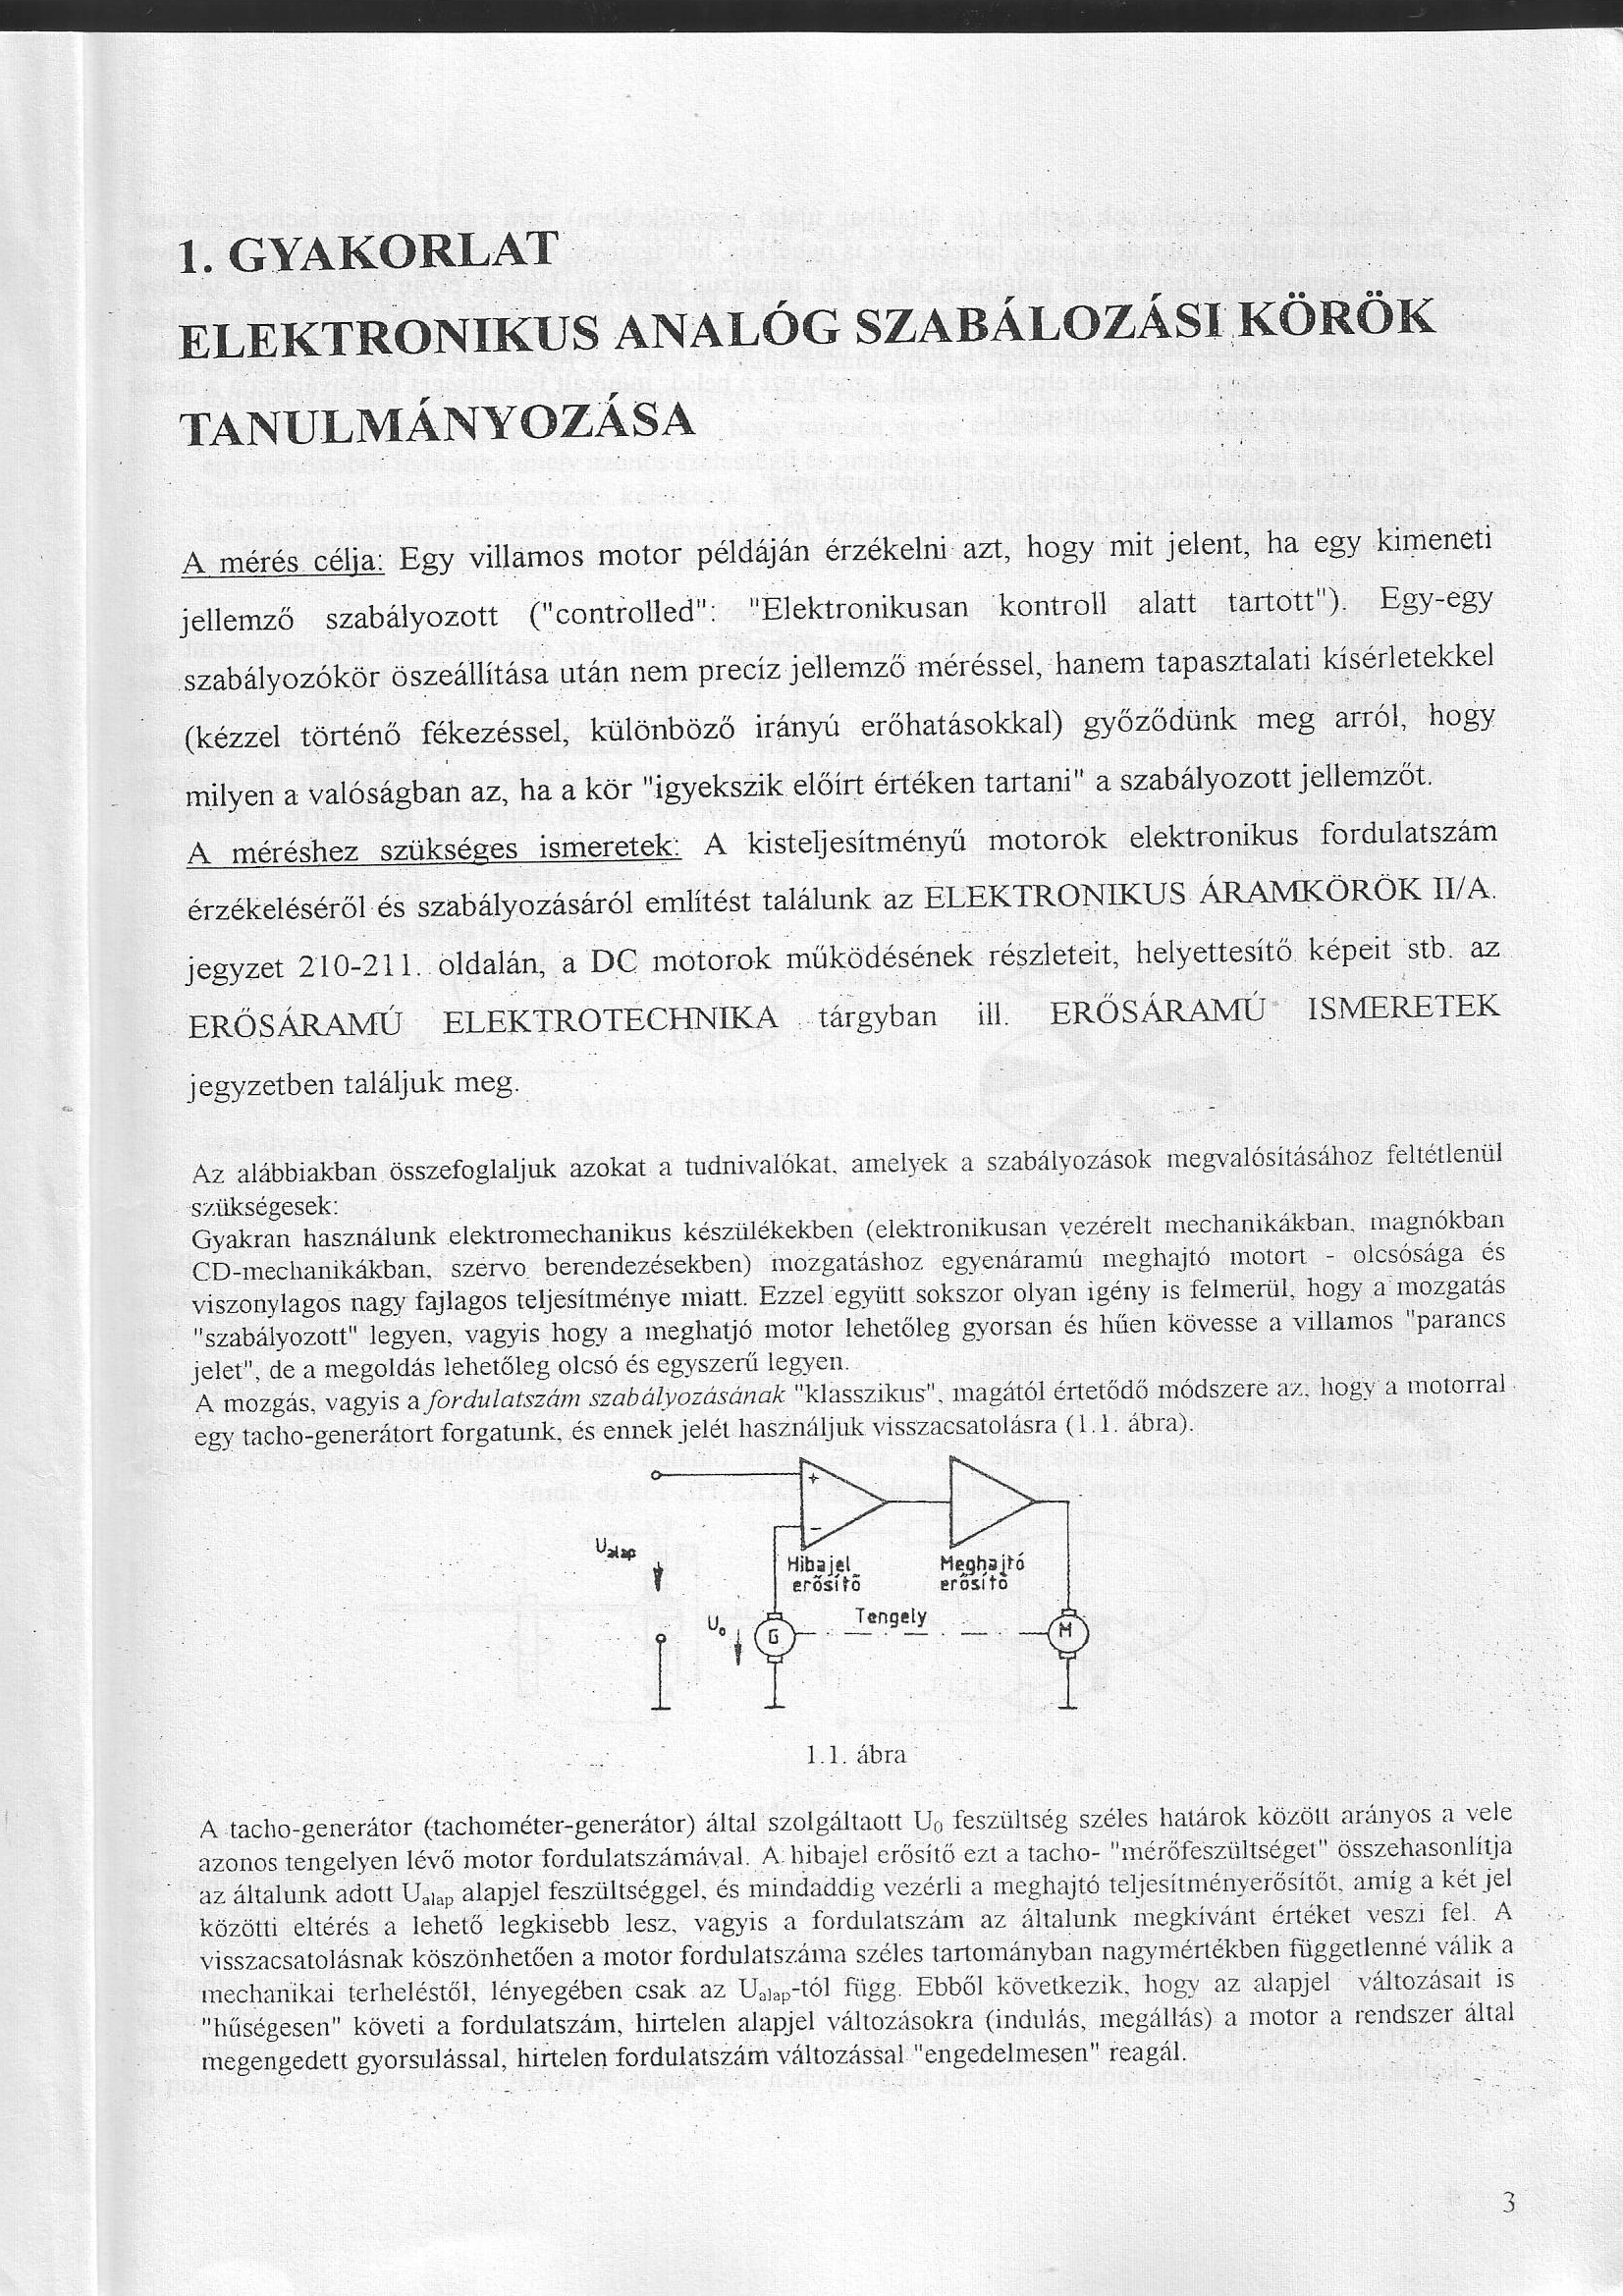 1. GYAKORLAT
ELEKTRONIKUS ANALÓG SZABÁLOZÁSI KÖRÖK
TANULMÁNYOZÁSA
A mérés célja: Egy villamos motor példáján érzékelni azt, hogy mit jelent, ha egy kimeneti
jellemző szabályozott ("controlled": "Elektronikusan kontroll alatt tartott"). Egy-egy
szabályozókör öszeállítása után nem precíz jellemző méréssel, hanem tapasztalati kísérletekkel
(kézzel történő fékezéssel, különböző irányú erőhatásokkal) győződünk meg arról, hogy
milyen a valóságban az, ha a kör "igyekszik előírt értéken tartani" a szabályozott jellemzőt.
A méréshez szükséges ismeretek: A kisteljesítményű motorok elektronikus fordulatszám
érzékeléséről és szabályozásáról említést találunk az ELEKTRONIKUS ÁRAMKÖRÖK II/A.
jegyzet 210-211. oldalán, a DC motorok működésének részleteit, helyettesítő képeit stb. az
ERŐSÁRAMÚ ELEKTROTECHNIKA tárgyban ill. ERŐSÁRAMÚ ISMERETEK
jegyzetben találjuk meg.
Az alábbiakban összefoglaljuk azokat a tudnivalókat, amelyek a szabályozások megvalósításához feltétlenül
szükségesek:
Gyakran használunk elektromechanikus készülékekben (elektronikusan vezérelt mechanikákban, magnókban
CD-mechanikákban, szervo berendezésekben) mozgatáshoz egyenáramú meghajtó motort - olcsósága és
viszonylagos nagy fajlagos teljesítménye miatt. Ezzel együtt sokszor olyan igény is felmerül, hogy a mozgatás
"szabályozott" legyen, vagyis hogy a meghatjó motor lehetőleg gyorsan és hűen kövesse a villamos "parancs
jelet", de a megoldás lehetőleg olcsó és egyszerű legyen.
A mozgás, vagyis a fordulatszám szabályozásának "klasszikus", magától értetődő módszere az, hogy a motorral
egy tacho-generátort forgatunk, és ennek jelét használjuk visszacsatolásra (1.1. ábra).
+
-
Ualap
Hibajel
erősítő
Meghajtó
erősítő
Tengely
U₀
G
M
1.1. ábra
A tacho-generátor (tachométer-generátor) által szolgáltaott U₀ feszültség széles határok között arányos a vele
azonos tengelyen lévő motor fordulatszámával. A hibajel erősítő ezt a tacho- "mérőfeszültséget" összehasonlítja
az általunk adott Ualap alapjel feszültséggel, és mindaddig vezérli a meghajtó teljesítményerősítőt, amíg a két jel
közötti eltérés a lehető legkisebb lesz, vagyis a fordulatszám az általunk megkívánt értéket veszi fel. A
visszacsatolásnak köszönhetően a motor fordulatszáma széles tartományban nagymértékben függetlenné válik a
mechanikai terheléstől, lényegében csak az Ualap-tól függ. Ebből következik, hogy az alapjel változásait is
"hűségesen" követi a fordulatszám, hirtelen alapjel változásokra (indulás, megállás) a motor a rendszer által
megengedett gyorsulással, hirtelen fordulatszám változással "engedelmesen" reagál.
3